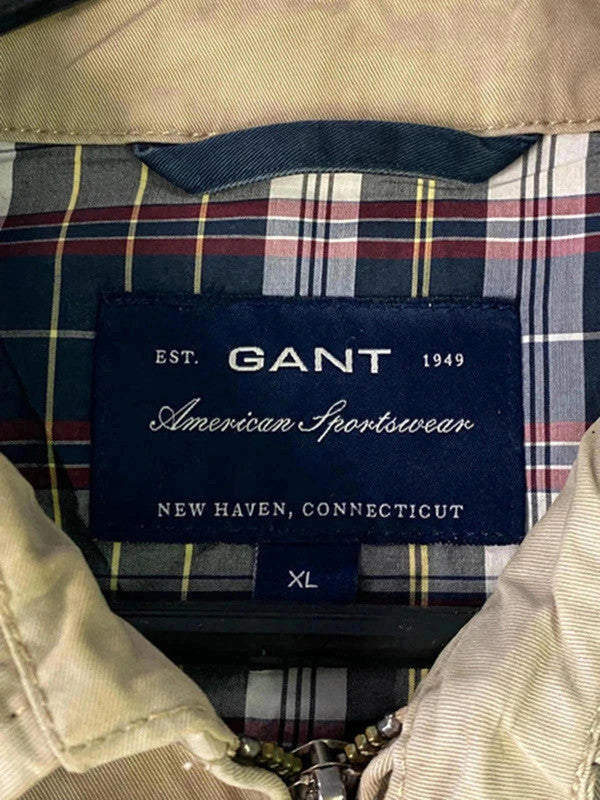 EST. GANT 1949
American Sportswear
NEW HAVEN, CONNECTICUT
XL